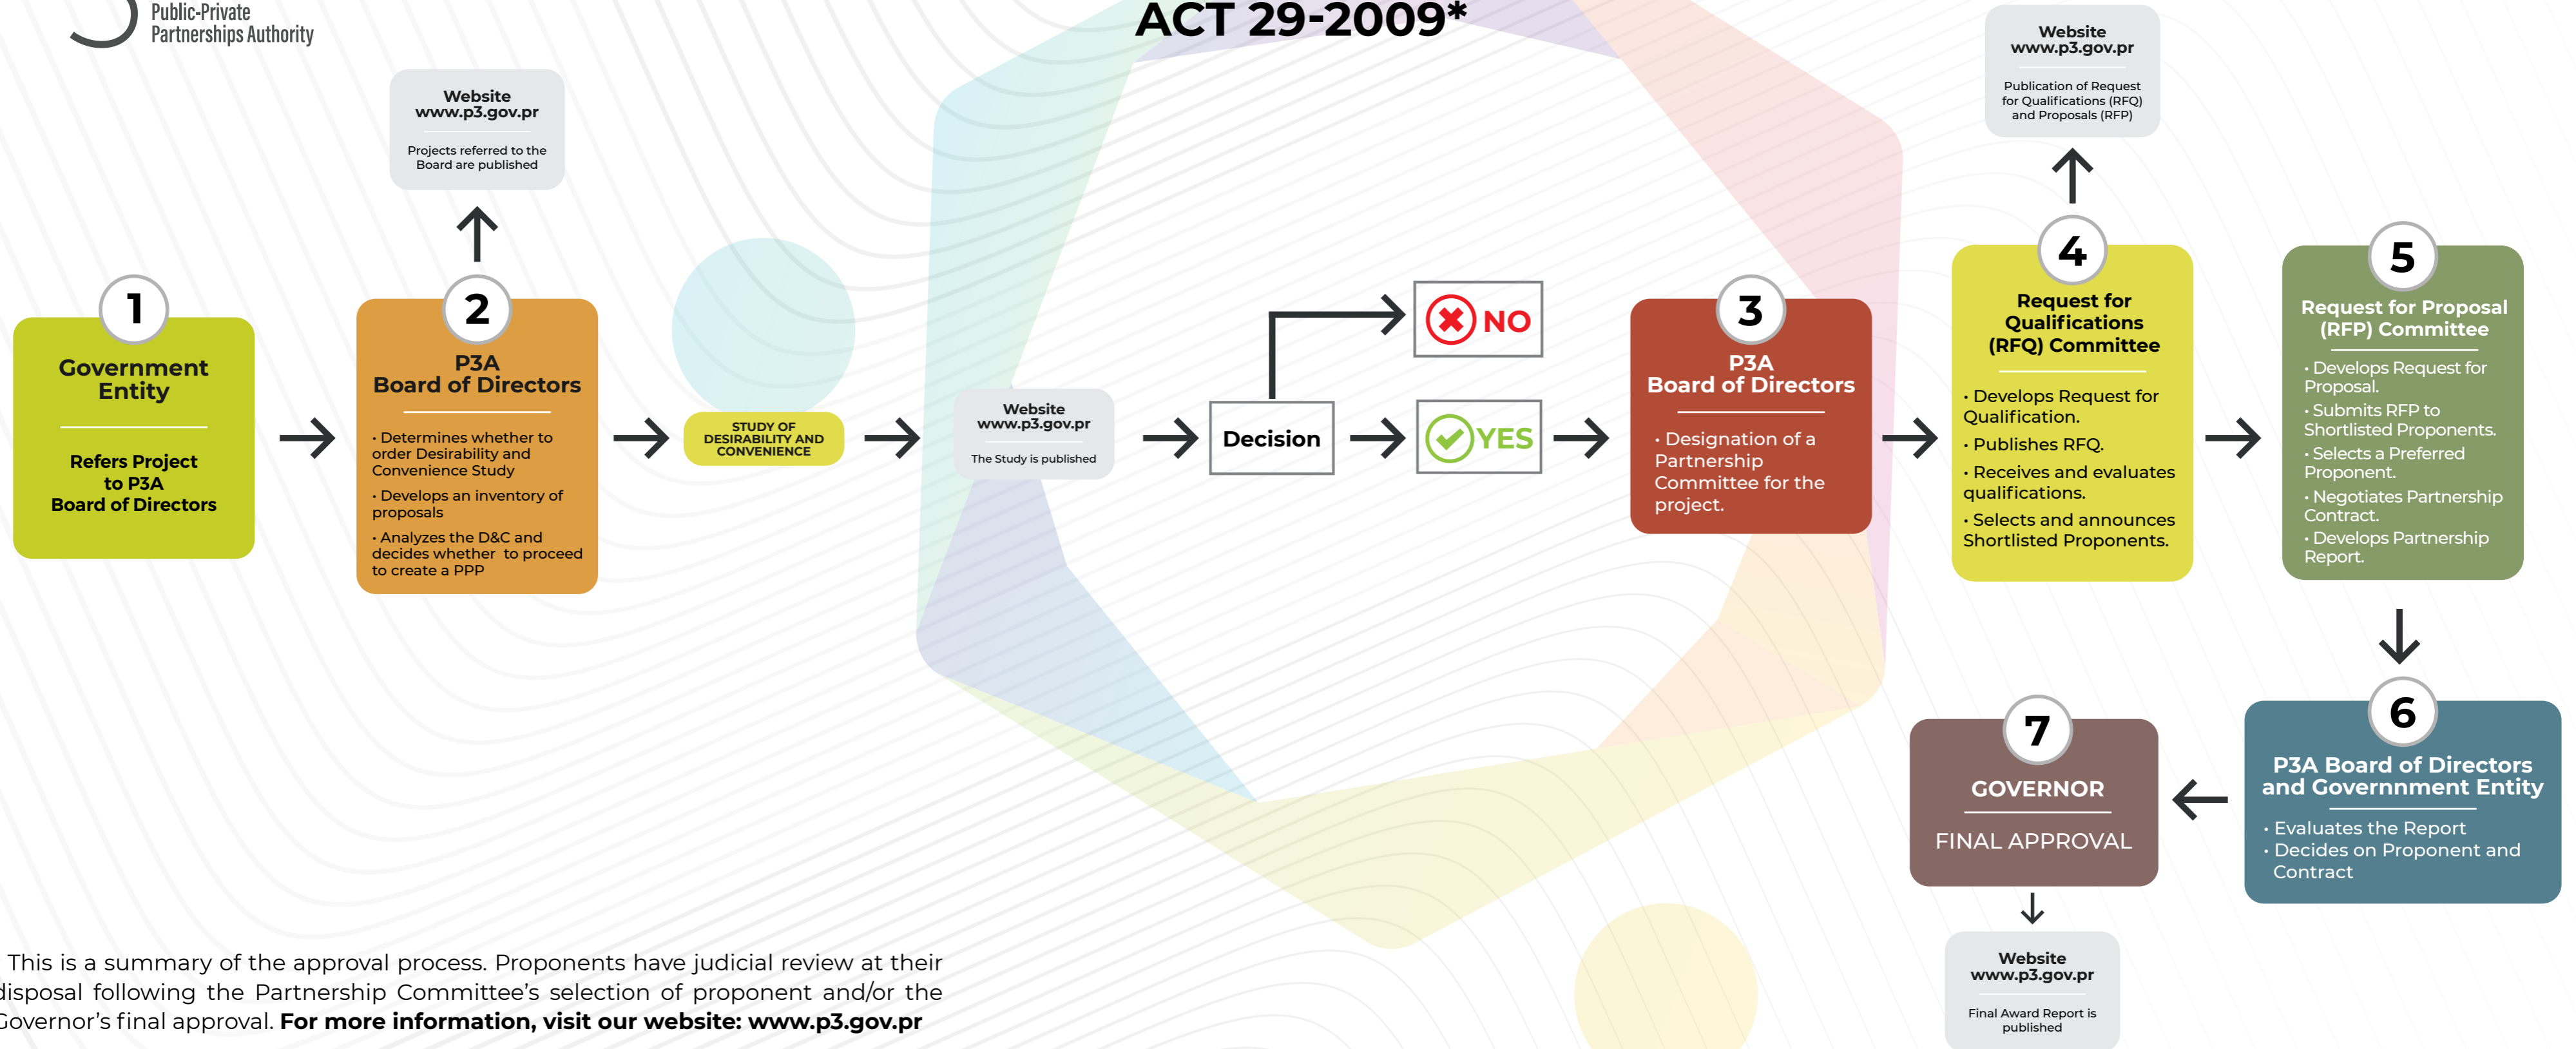 Public-Private
Partnerships Authority
ACT 29-2009*
1
Government
Entity
Refers Project
to P3A
Board of Directors
Website
www.p3.gov.pr
Projects referred to the
Board are published
2
P3A
Board of Directors
• Determines whether to
order Desirability and
Convenience Study
• Develops an inventory of
proposals
• Analyzes the D&C and
decides whether to proceed
to create a PPP
STUDY OF
DESIRABILITY AND
CONVENIENCE
Website
www.p3.gov.pr
The Study is published
Decision
NO
YES
3
P3A
Board of Directors
• Designation of a
Partnership
Committee for the
project.
Website
www.p3.gov.pr
Publication of Request
for Qualifications (RFQ)
and Proposals (RFP)
4
Request for
Qualifications
(RFQ) Committee
• Develops Request for
Qualification.
• Publishes RFQ.
• Receives and evaluates
qualifications.
• Selects and announces
Shortlisted Proponents.
5
Request for Proposal
(RFP) Committee
• Develops Request for
Proposal.
• Submits RFP to
Shortlisted Proponents.
• Selects a Preferred
Proponent.
• Negotiates Partnership
Contract.
• Develops Partnership
Report.
6
P3A Board of Directors
and Governnment Entity
• Evaluates the Report
• Decides on Proponent and
Contract
7
GOVERNOR
FINAL APPROVAL
Website
www.p3.gov.pr
Final Award Report is
published
This is a summary of the approval process. Proponents have judicial review at their
disposal following the Partnership Committee's selection of proponent and/or the
Governor's final approval. For more information, visit our website: www.p3.gov.pr